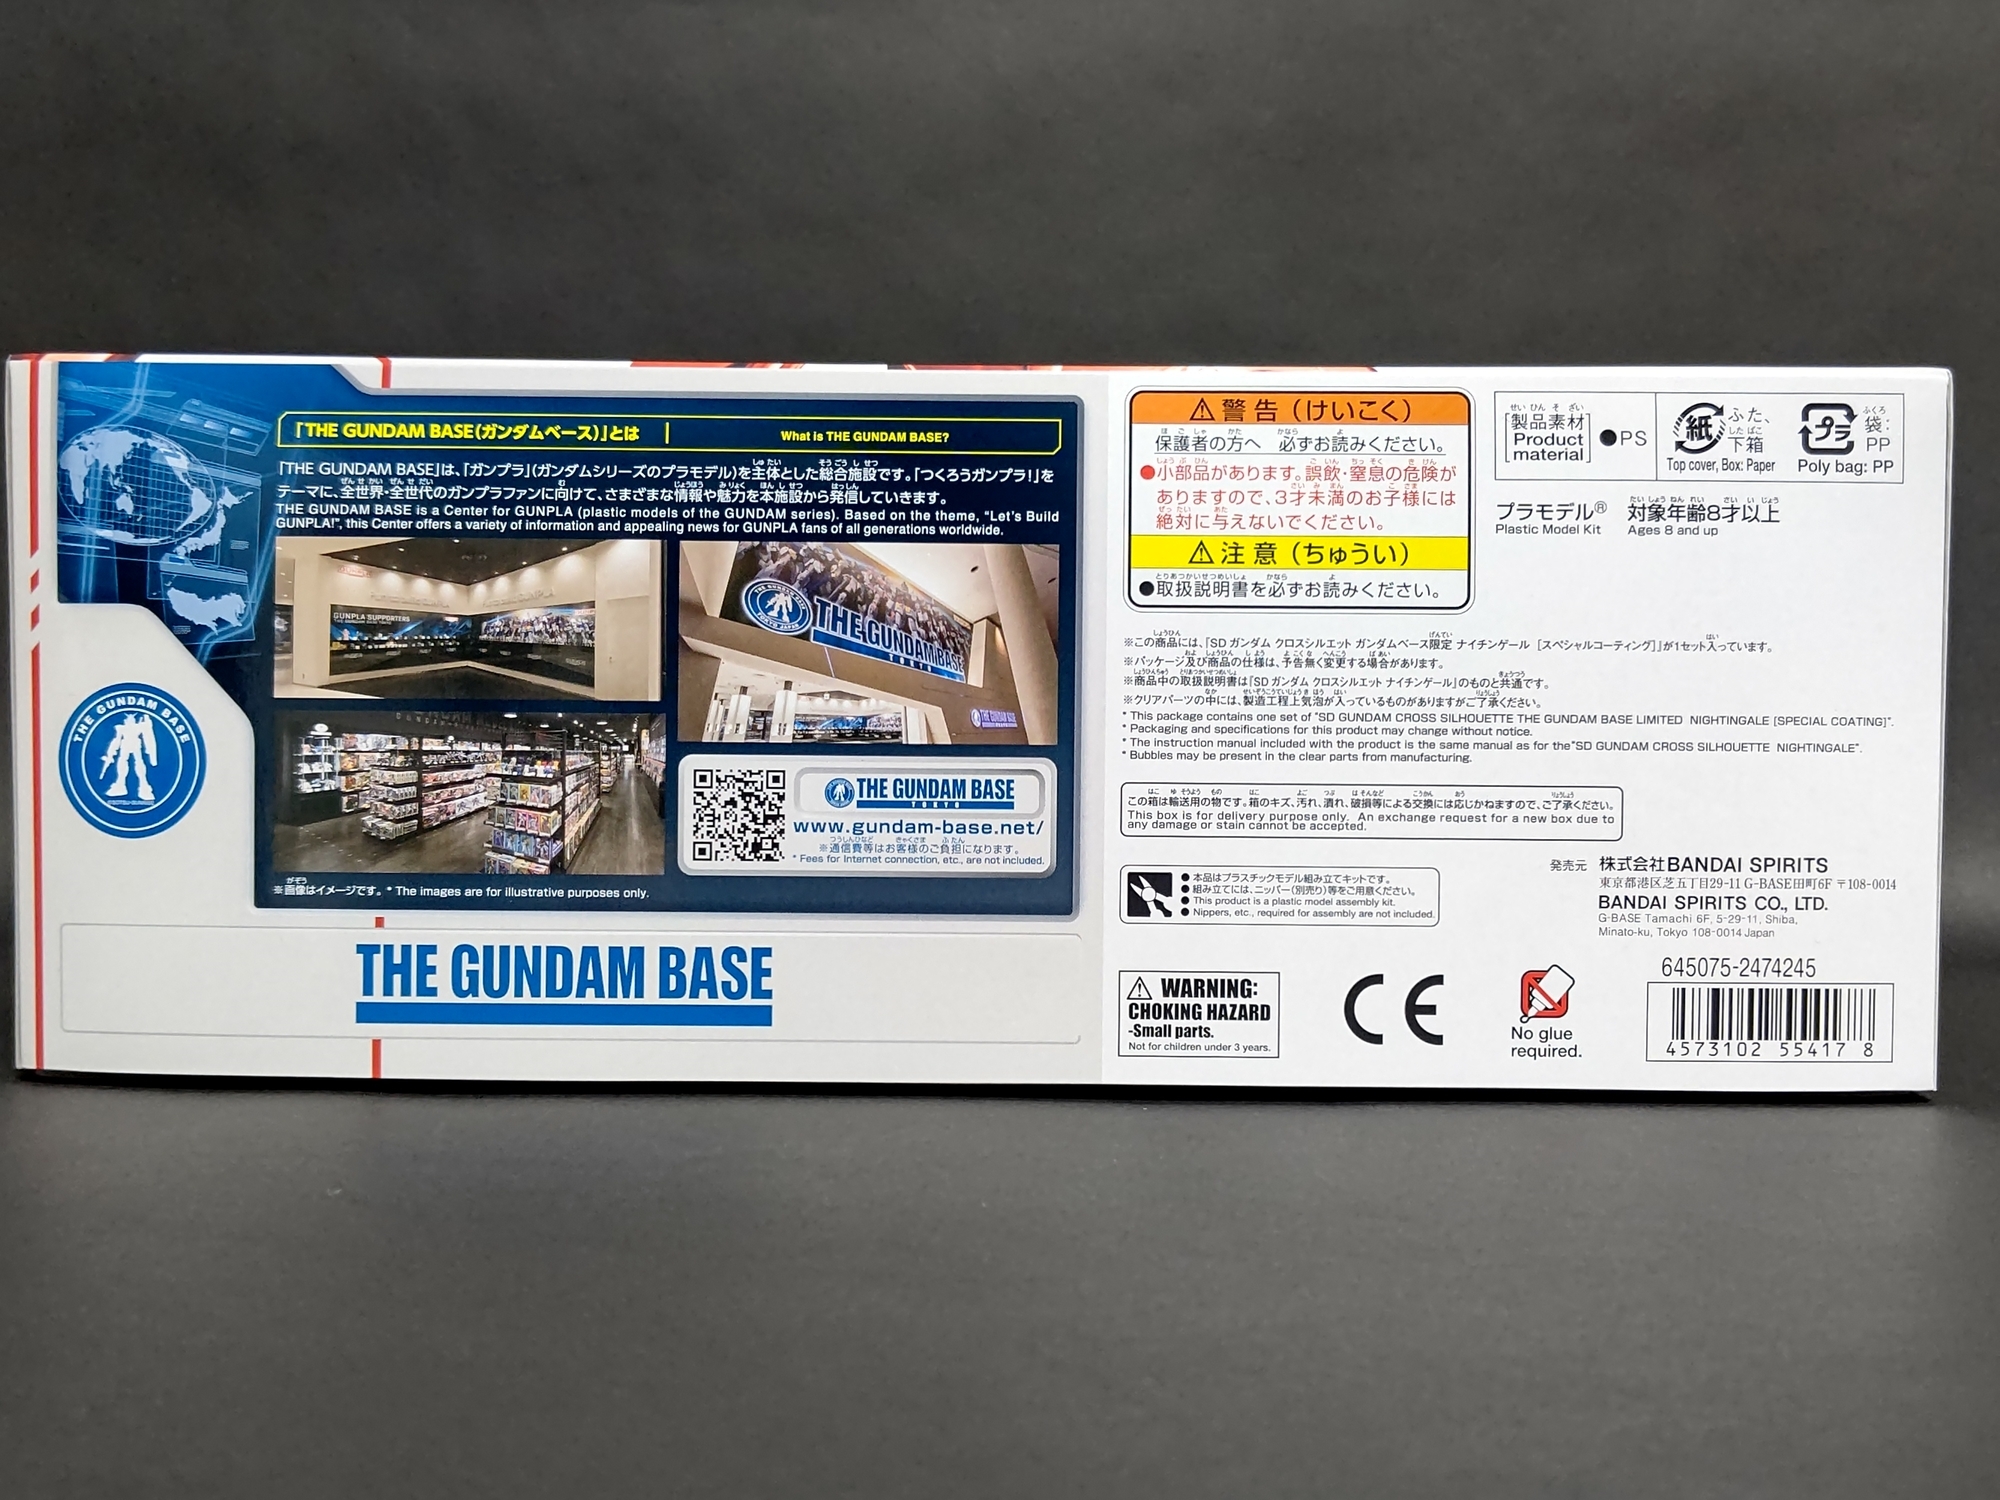 「THE GUNDAM BASE(ガンダムベース)」とは
What is THE GUNDAM BASE?
「THE GUNDAM BASE」は、「ガンプラ」(ガンダムシリーズのプラモデル)を主体とした総合施設です。「つくろうガンプラ！」を
テーマに、全世界・全世代のガンプラファンに向けて、さまざまな情報や魅力を本施設から発信していきます。
THE GUNDAM BASE is a Center for GUNPLA (plastic models of the GUNDAM series). Based on the theme, “Let’s Build
GUNPLA!”, this Center offers a variety of information and appealing news for GUNPLA fans of all generations worldwide.
GUNPLA SUPPORTERS
THE GUNDAM BASE TOKYO
THE GUNDAM BASE
TOKYO JAPAN
THE GUNDAM BASE
TOKYO
THE GUNDAM BASE
THE GUNDAM BASE
THE GUNDAM BASE
TOKYO
www.gundam-base.net/
※通信費等はお客様のご負担になります。
* Fees for Internet connection, etc., are not included.
※画像はイメージです。 * The images are for illustrative purposes only.
THE GUNDAM BASE
警告（けいこく）
保護者の方へ 必ずお読みください。
●小部品があります。誤飲・窒息の危険が
ありますので、3才未満のお子様には
絶対に与えないでください。
注意（ちゅうい）
●取扱説明書を必ずお読みください。
[製品素材
Product
material]
●PS
紙
ふた、
下箱
Top cover, Box: Paper
プラ
袋:
PP
Poly bag: PP
プラモデル®
Plastic Model Kit
対象年齢8才以上
Ages 8 and up
※この商品には、『SD ガンダム クロスシルエット ガンダムベース限定 ナイチンゲール ［スペシャルコーティング］』が1セット入っています。
※パッケージ及び商品の仕様は、予告無く変更する場合があります。
※商品中の取扱説明書は『SD ガンダム クロスシルエット ナイチンゲール』のものと共通です。
※クリアパーツの中には、製造工程上気泡が入っているものがありますがご了承ください。
* This package contains one set of "SD GUNDAM CROSS SILHOUETTE THE GUNDAM BASE LIMITED NIGHTINGALE [SPECIAL COATING]".
* Packaging and specifications for this product may change without notice.
* The instruction manual included with the product is the same manual as for the"SD GUNDAM CROSS SILHOUETTE NIGHTINGALE".
* Bubbles may be present in the clear parts from manufacturing.
この箱は輸送用の物です。箱のキズ、汚れ、潰れ、破損等による交換には応じかねますので、ご了承ください。
This box is for delivery purpose only. An exchange request for a new box due to
any damage or stain cannot be accepted.
● 本品はプラスチックモデル組み立てキットです。
● 組み立てには、ニッパー（別売り）等をご用意ください。
● This product is a plastic model assembly kit.
● Nippers, etc., required for assembly are not included.
発売元 株式会社BANDAI SPIRITS
東京都港区芝五丁目29-11 G-BASE田町6F 〒108-0014
BANDAI SPIRITS CO., LTD.
G-BASE Tamachi 6F, 5-29-11, Shiba,
Minato-ku, Tokyo 108-0014 Japan
WARNING:
CHOKING HAZARD
-Small parts.
Not for children under 3 years.
CE
No glue
required.
645075-2474245
4573102 55417 8